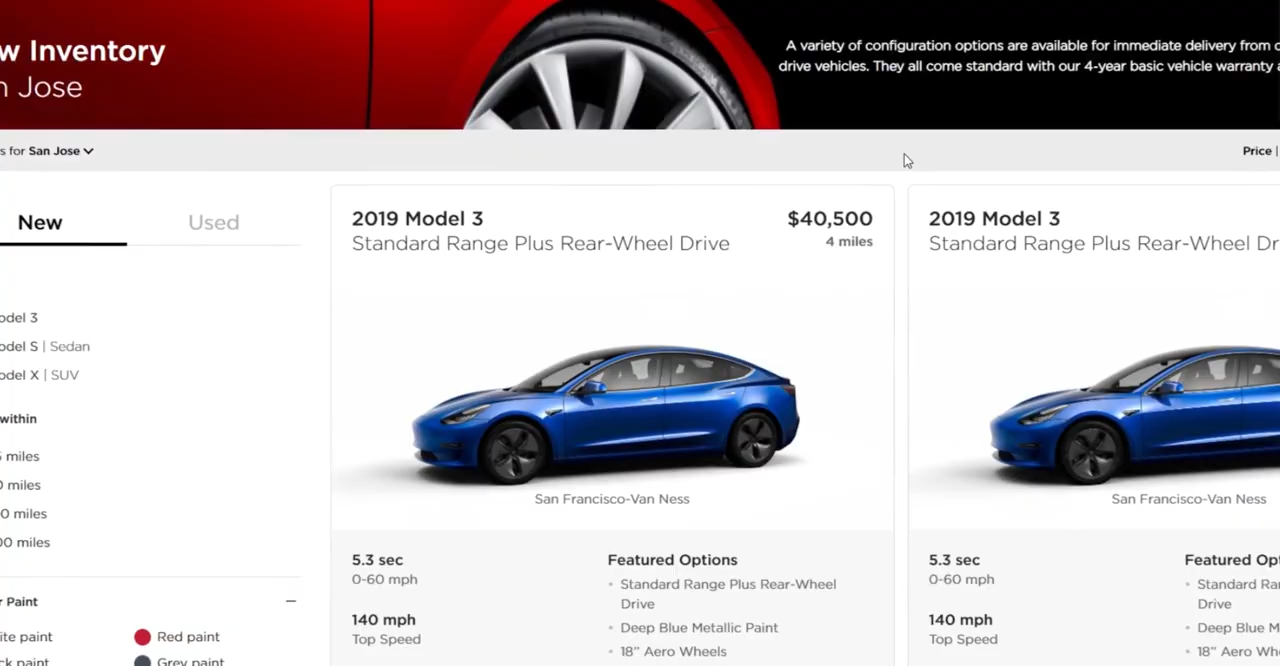 w Inventory
n Jose
A variety of configuration options are available for immediate delivery from
drive vehicles. They all come standard with our 4-year basic vehicle warranty
s for San Jose
Price |
New
Used
2019 Model 3
$40,500
Standard Range Plus Rear-Wheel Drive
4 miles
2019 Model 3
Standard Range Plus Rear-Wheel Dr
odel 3
odel S | Sedan
odel X | SUV
within
miles
0 miles
0 miles
00 miles
San Francisco-Van Ness
San Francisco-Van Ness
5.3 sec
0-60 mph
140 mph
Top Speed
Featured Options
• Standard Range Plus Rear-Wheel
Drive
• Deep Blue Metallic Paint
• 18” Aero Wheels
5.3 sec
0-60 mph
140 mph
Top Speed
Featured Opt
• Standard Ra
Drive
• Deep Blue M
• 18” Aero Wh
r Paint
ite paint
Red paint
ck paint
Grey paint